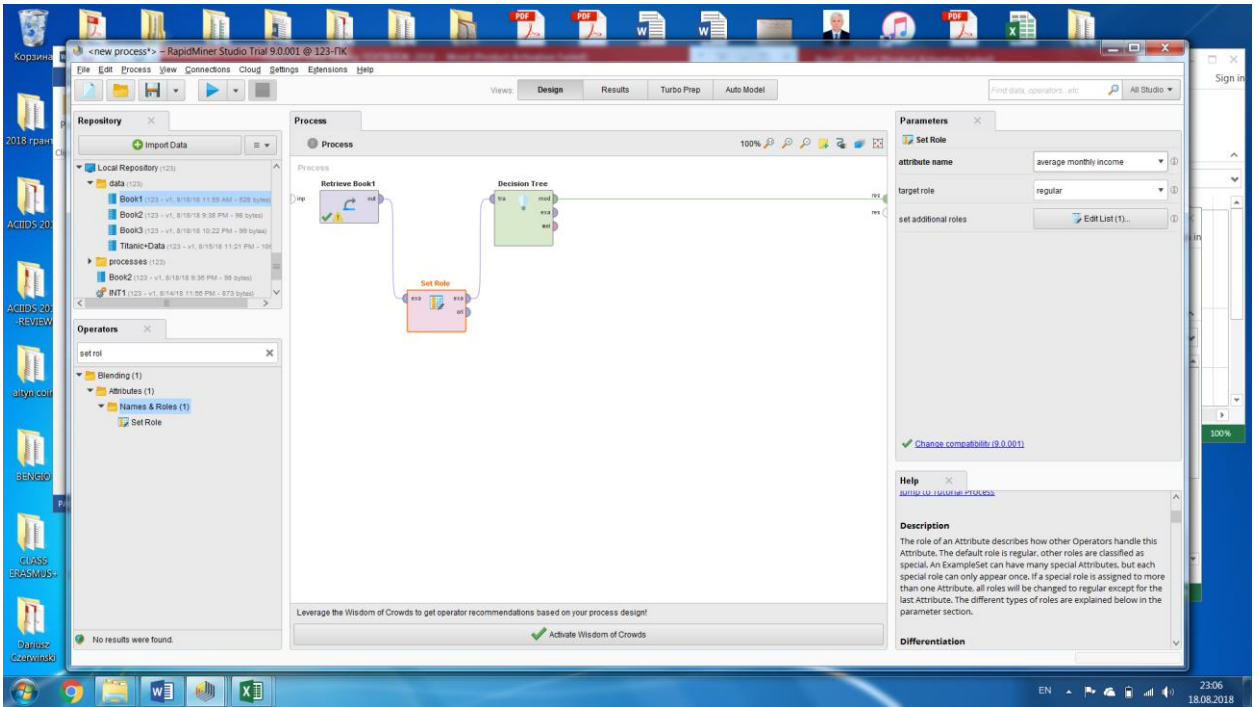 Корзина
2018 грант
ACIIDS 20
ACIIDS 20
-REVIEW
altyn coin
BENGIO
CLASS
ERASMUS+
Dariusz
Czerwinski
<new process*> – RapidMiner Studio Trial 9.0.001 @ 123-ПК
Sign in
File Edit Process View Connections Cloud Settings Extensions Help
Views: Design Results Turbo Prep Auto Model
Find data, operators...etc
All Studio ▼
Repository
Import Data
Local Repository (123)
data (123)
Book1 (123 - v1, 8/18/18 11:55 AM - 528 bytes)
Book2 (123 - v1, 8/18/18 9:38 PM - 98 bytes)
Book3 (123 - v1, 8/18/18 10:22 PM - 99 bytes)
Titanic+Data (123 - v1, 8/15/18 11:21 PM - 10
processes (123)
Book2 (123 - v1, 8/18/18 9:36 PM - 98 bytes)
INT1 (123 - v1, 8/14/18 11:56 PM - 873 bytes)
Operators
set rol
Blending (1)
Attributes (1)
Names & Roles (1)
Set Role
No results were found.
Process
Process
100%
Process
Retrieve Book1
inp
out
Decision Tree
tra
mod
exa
wei
res
res
Set Role
exa
exa
ori
Leverage the Wisdom of Crowds to get operator recommendations based on your process design!
Activate Wisdom of Crowds
Parameters
Set Role
attribute name
average monthly income
target role
regular
set additional roles
Edit List (1)...
Change compatibility (9.0.001)
Help
Jump to Tutorial Process
Description
The role of an Attribute describes how other Operators handle this
Attribute. The default role is regular, other roles are classified as
special. An ExampleSet can have many special Attributes, but each
special role can only appear once. If a special role is assigned to more
than one Attribute, all roles will be changed to regular except for the
last Attribute. The different types of roles are explained below in the
parameter section.
Differentiation
100%
EN
23:06
18.08.2018